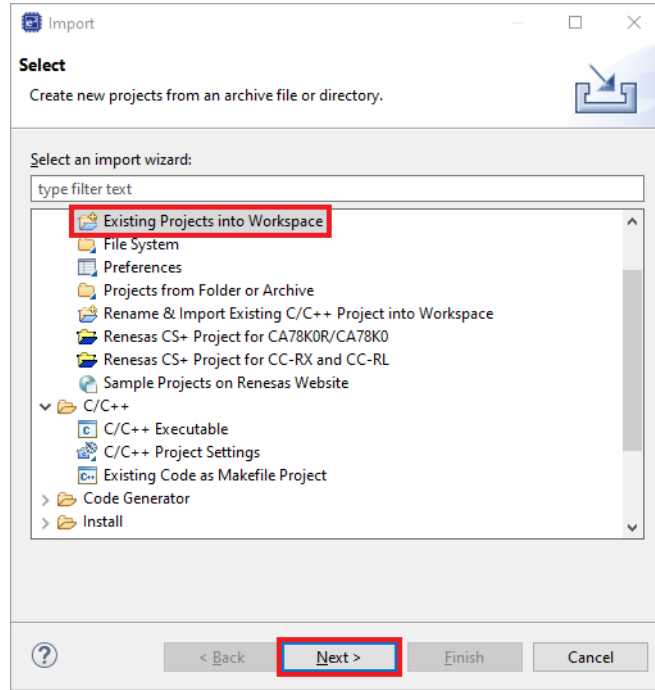 Import
Select
Create new projects from an archive file or directory.
Select an import wizard:
type filter text
Existing Projects into Workspace
File System
Preferences
Projects from Folder or Archive
Rename & Import Existing C/C++ Project into Workspace
Renesas CS+ Project for CA78K0R/CA78K0
Renesas CS+ Project for CC-RX and CC-RL
Sample Projects on Renesas Website
C/C++
C/C++ Executable
C/C++ Project Settings
Existing Code as Makefile Project
Code Generator
Install
< Back Next > Finish Cancel